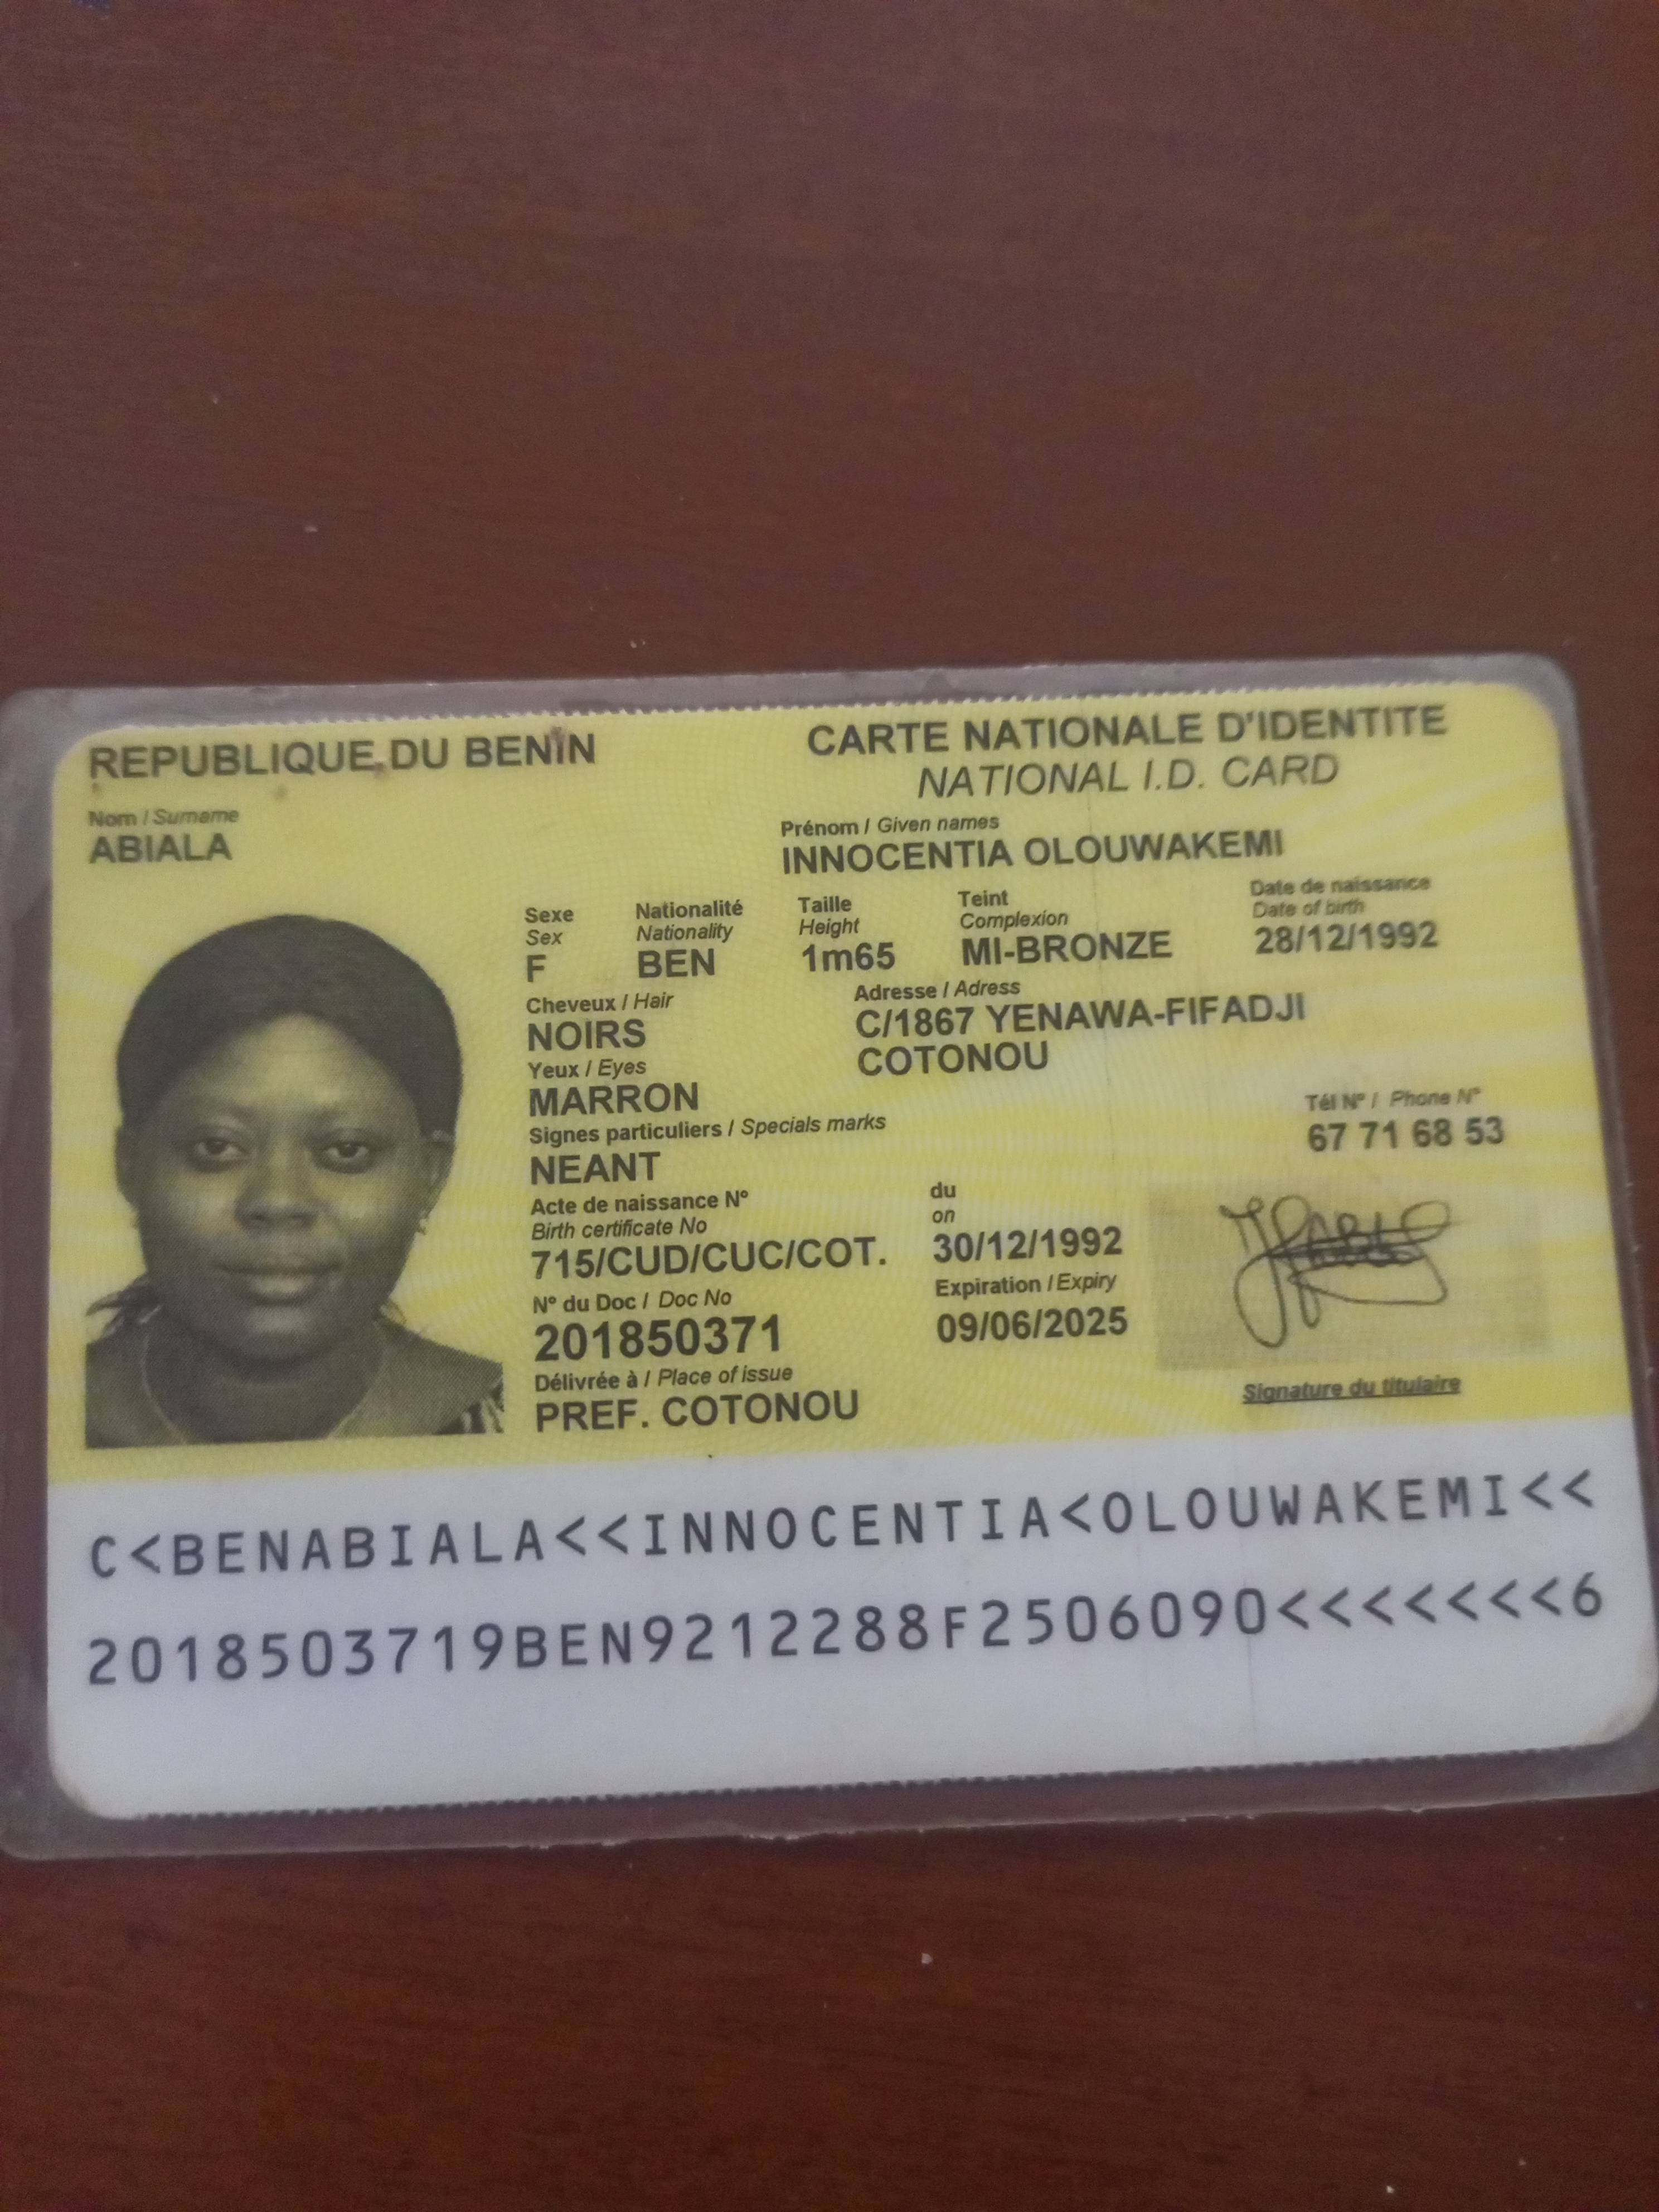 REPUBLIQUE DU BENIN
CARTE NATIONALE D'IDENTITE
NATIONAL I.D. CARD
Nom / Surname
ABIALA
Prénom / Given names
INNOCENTIA OLOUWAKEMI
Sexe
Sex
F
Nationalité
Nationality
BEN
Taille
Height
1m65
Teint
Complexion
MI-BRONZE
Date de naissance
Date of birth
28/12/1992
Cheveux / Hair
NOIRS
Adresse / Adress
C/1867 YENAWA-FIFADJI
COTONOU
Yeux / Eyes
MARRON
Tél N° / Phone N°
67 71 68 53
Signes particuliers / Specials marks
NEANT
Acte de naissance N°
Birth certificate No
715/CUD/CUC/COT.
du
on
30/12/1992
N° du Doc / Doc No
201850371
Expiration / Expiry
09/06/2025
Délivrée à / Place of issue
PREF. COTONOU
Signature du titulaire
C<BENABIALA<<INNOCENTIA<OLOUWAKEMI<<
2018503719BEN9212288F2506090<<<<<<<6